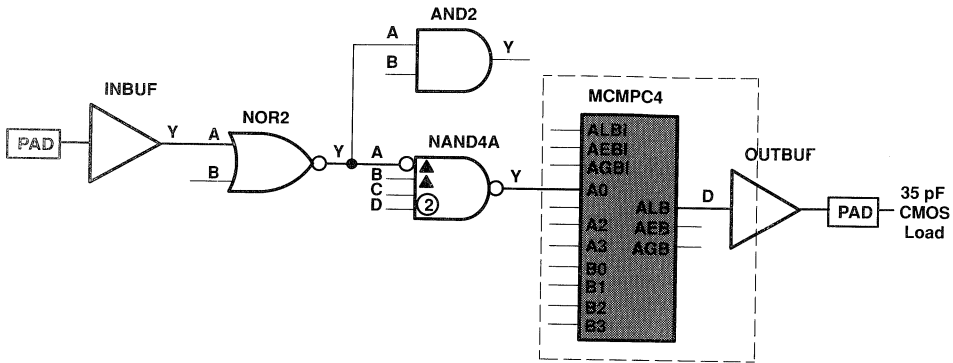 AND2
A
Y
B
INBUF
PAD
Y
NOR2
A
B
Y
NAND4A
A
B
C
D
2
Y
MCMPC4
ALBI
AEBI
AGBI
A0
A2
A3
B0
B1
B2
B3
ALB
AEB
AGB
D
OUTBUF
PAD
35 pF
CMOS
Load